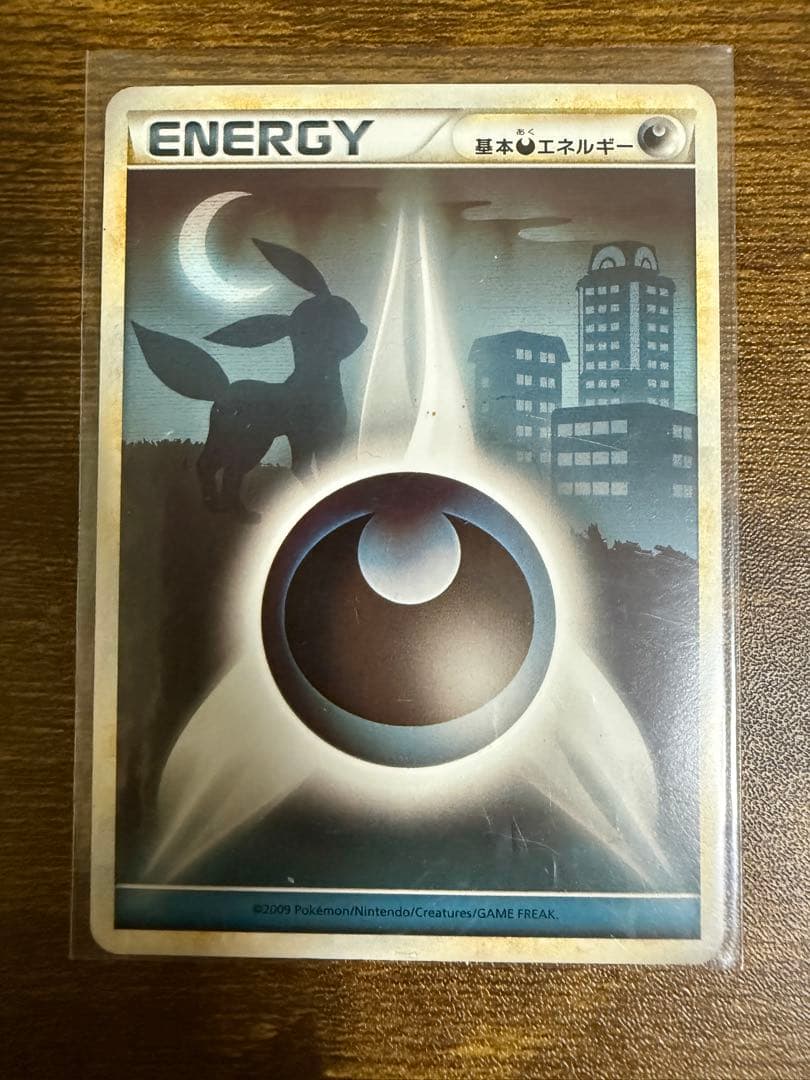 ENERGY
基本エネルギー
あく
©2009 Pokémon/Nintendo/Creatures/GAME FREAK.